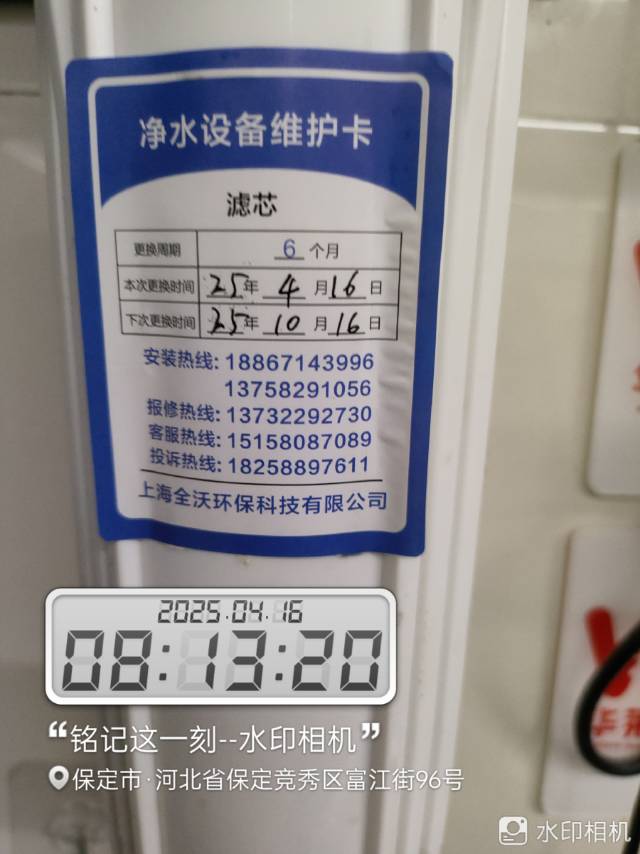 净水设备维护卡
滤芯
更换周期 6 个月
本次更换时间 25年 4 月16日
下次更换时间 25年 10 月16日
安装热线: 18867143996
13758291056
报修热线: 13732292730
客服热线: 15158087089
投诉热线: 18258897611
上海全沃环保科技有限公司
2025.04.16
08:13:20
“铭记这一刻--水印相机”
保定市·河北省保定竞秀区富江街96号
水印相机